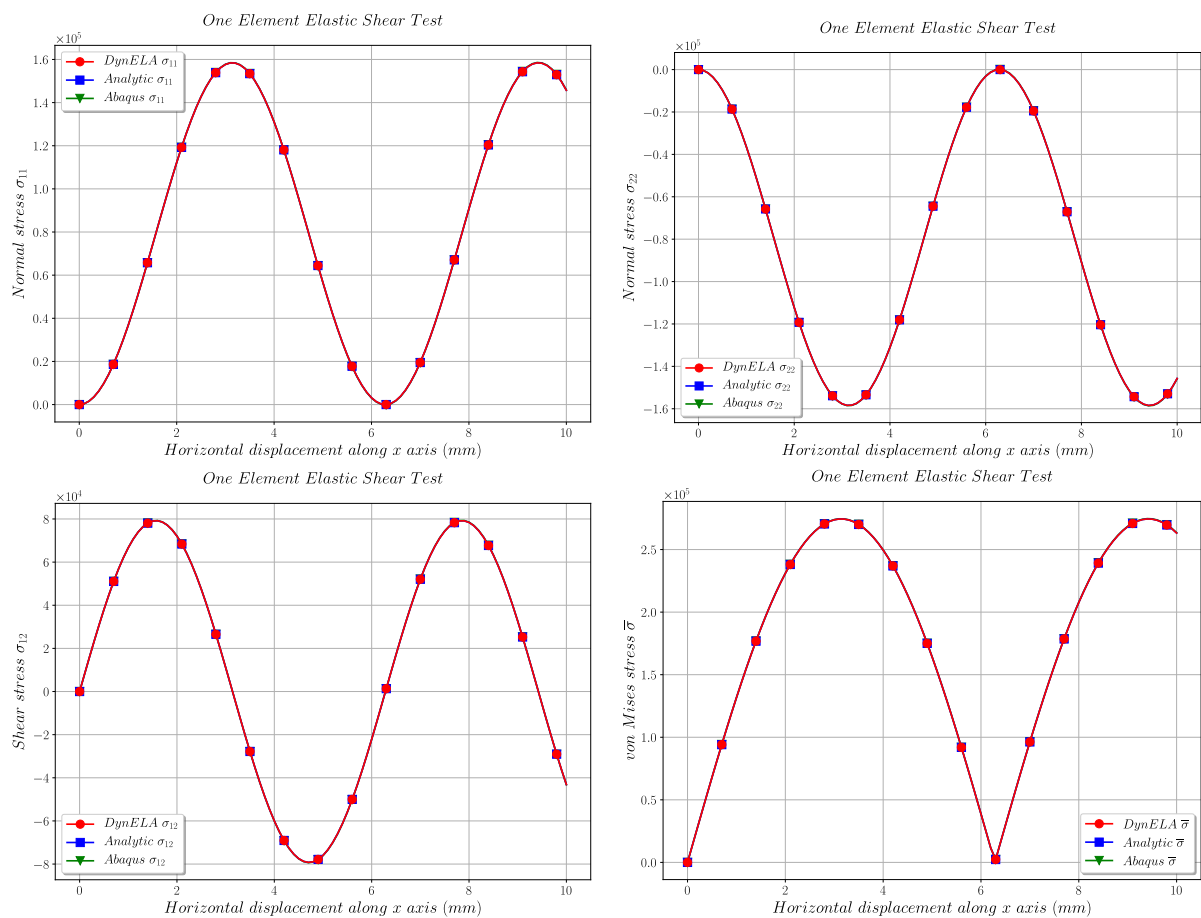 One Element Elastic Shear Test
×10⁵
DynELA σ₁₁
Analytic σ₁₁
Abaqus σ₁₁
1.6
1.4
1.2
1.0
0.8
0.6
0.4
0.2
0.0
Normal stress σ₁₁
0 2 4 6 8 10
Horizontal displacement along x axis (mm)
One Element Elastic Shear Test
×10⁵
0.0
−0.2
−0.4
−0.6
−0.8
−1.0
−1.2
−1.4
−1.6
Normal stress σ₂₂
DynELA σ₂₂
Analytic σ₂₂
Abaqus σ₂₂
0 2 4 6 8 10
Horizontal displacement along x axis (mm)
One Element Elastic Shear Test
×10⁴
8
6
4
2
0
−2
−4
−6
−8
Shear stress σ₁₂
DynELA σ₁₂
Analytic σ₁₂
Abaqus σ₁₂
0 2 4 6 8 10
Horizontal displacement along x axis (mm)
One Element Elastic Shear Test
×10⁵
2.5
2.0
1.5
1.0
0.5
0.0
von Mises stress σ̅
DynELA σ̅
Analytic σ̅
Abaqus σ̅
0 2 4 6 8 10
Horizontal displacement along x axis (mm)